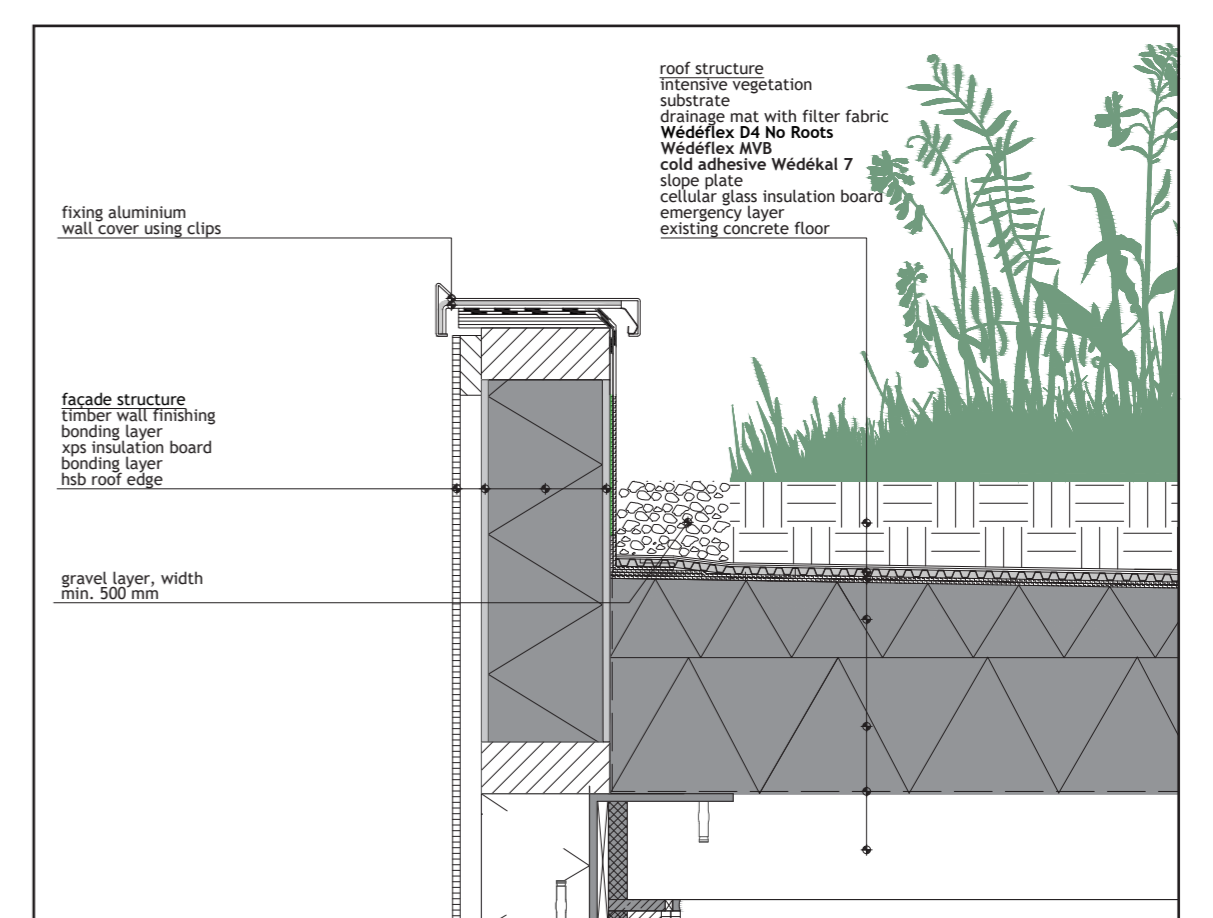 roof structure
intensive vegetation
substrate
drainage mat with filter fabric
Wédéflex D4 No Roots
Wédéflex MVB
cold adhesive Wédékal 7
slope plate
cellular glass insulation board
emergency layer
existing concrete floor
fixing aluminium
wall cover using clips
façade structure
timber wall finishing
bonding layer
xps insulation board
bonding layer
hsb roof edge
gravel layer, width
min. 500 mm